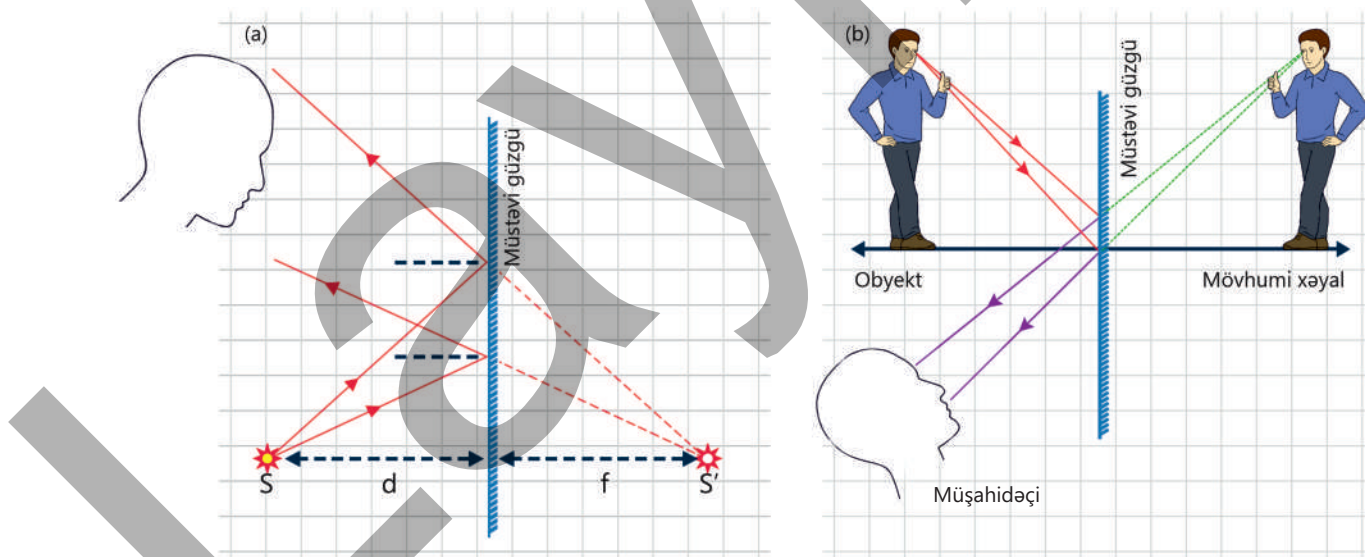 (a)
Müstəvi güzgü
S
d
f
S'
(b)
Müstəvi güzgü
Obyekt
Mövhumi xəyal
Müşahidəçi